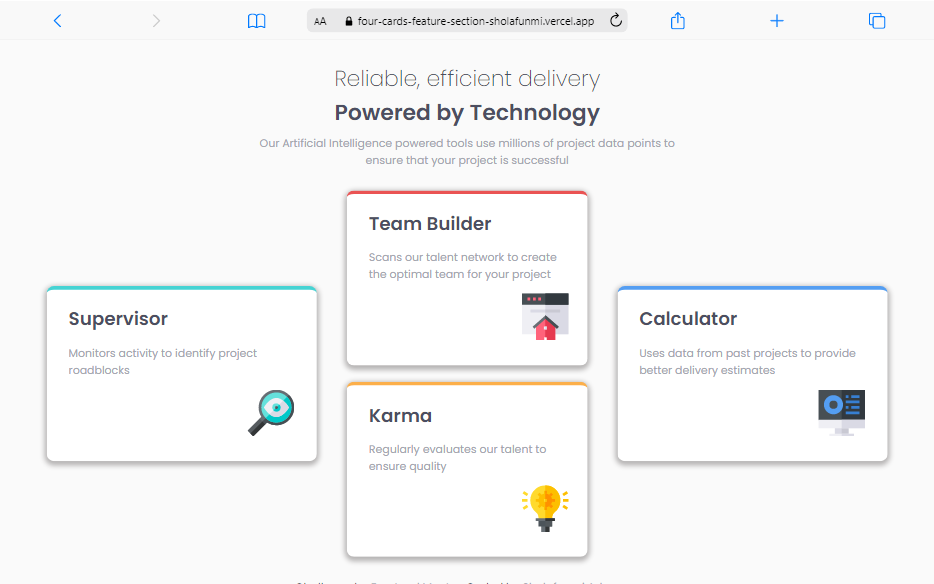 AA four-cards-feature-section-sholafunmi.vercel.app
Reliable, efficient delivery
Powered by Technology
Our Artificial Intelligence powered tools use millions of project data points to
ensure that your project is successful
Team Builder
Scans our talent network to create
the optimal team for your project
Supervisor
Monitors activity to identify project
roadblocks
Calculator
Uses data from past projects to provide
better delivery estimates
Karma
Regularly evaluates our talent to
ensure quality